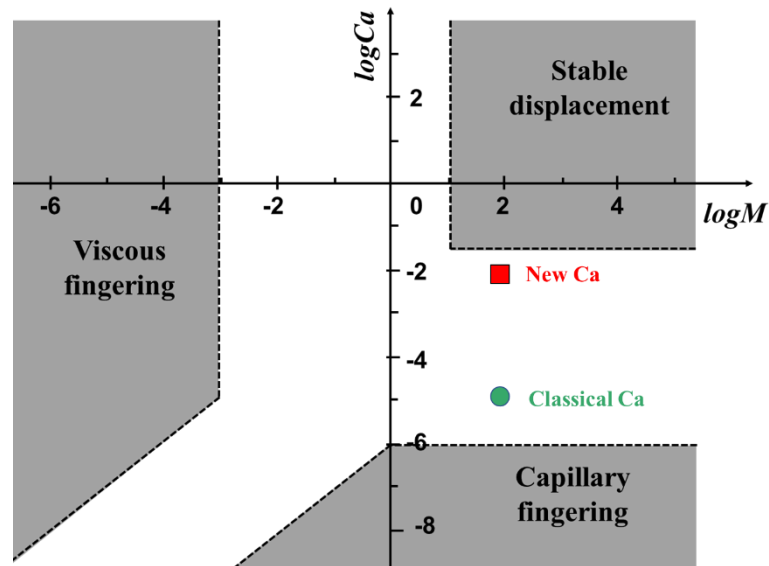 logCa
Stable
displacement
2
-6
-4
-2
0
2
4
logM
Viscous
fingering
-2
New Ca
-4
Classical Ca
-6
Capillary
fingering
-8